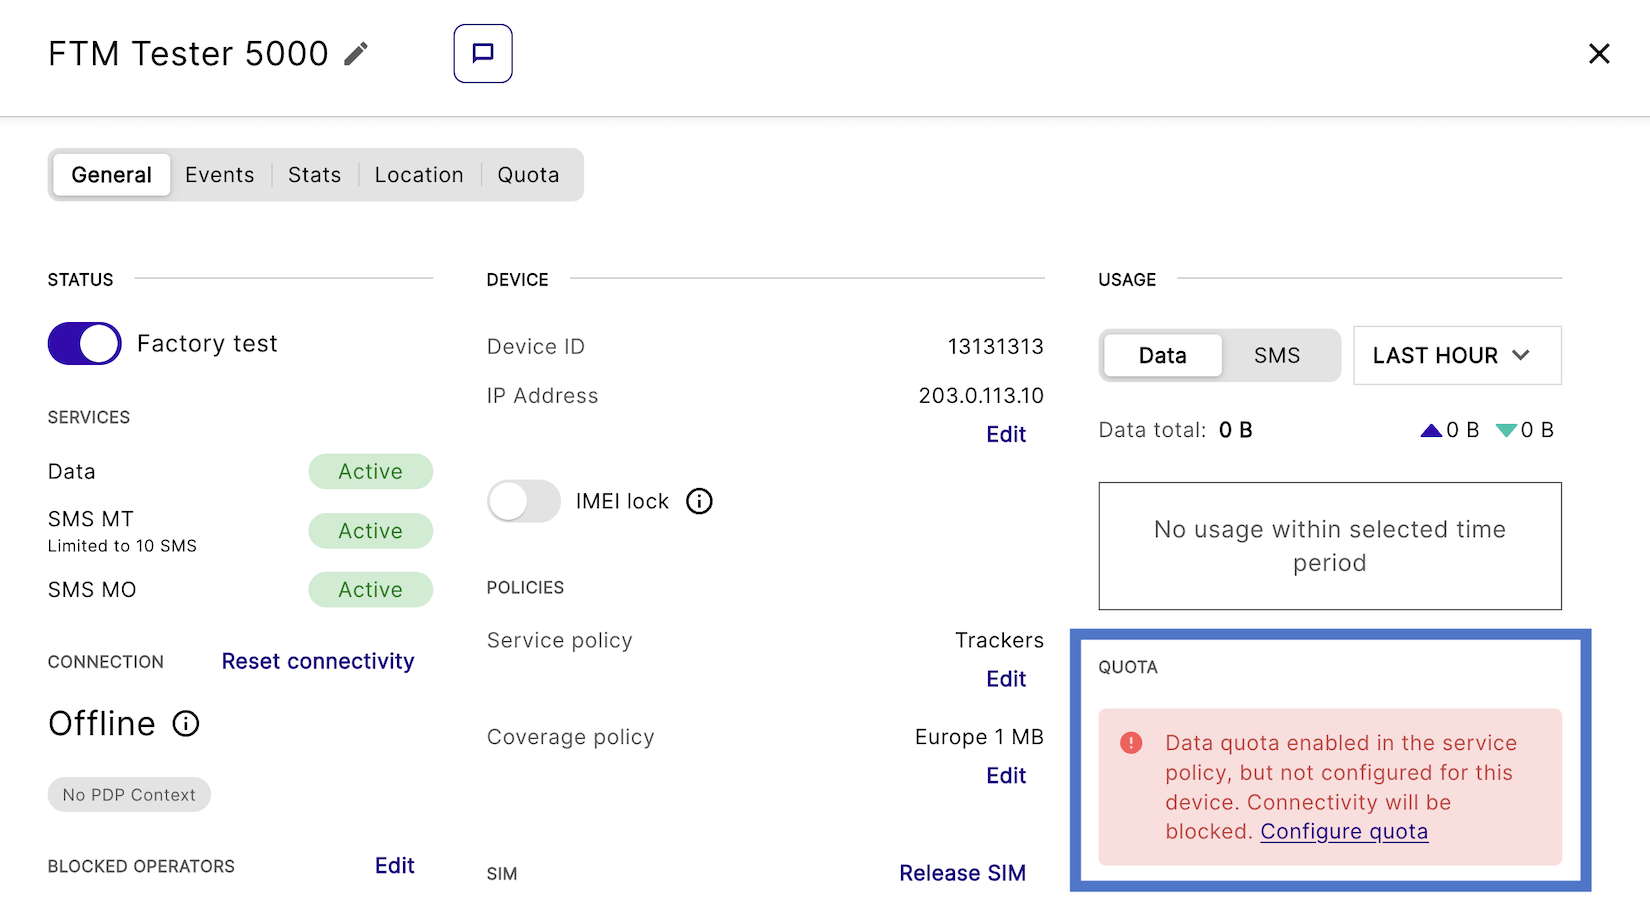 FTM Tester 5000
General Events Stats Location Quota
STATUS
Factory test
SERVICES
Data Active
SMS MT Active
Limited to 10 SMS
SMS MO Active
CONNECTION Reset connectivity
Offline
No PDP Context
BLOCKED OPERATORS Edit
DEVICE
Device ID 13131313
IP Address 203.0.113.10
Edit
IMEI lock
POLICIES
Service policy Trackers
Edit
Coverage policy Europe 1 MB
Edit
SIM Release SIM
USAGE
Data SMS LAST HOUR
Data total: 0 B 0 B 0 B
No usage within selected time
period
QUOTA
Data quota enabled in the service
policy, but not configured for this
device. Connectivity will be
blocked. Configure quota